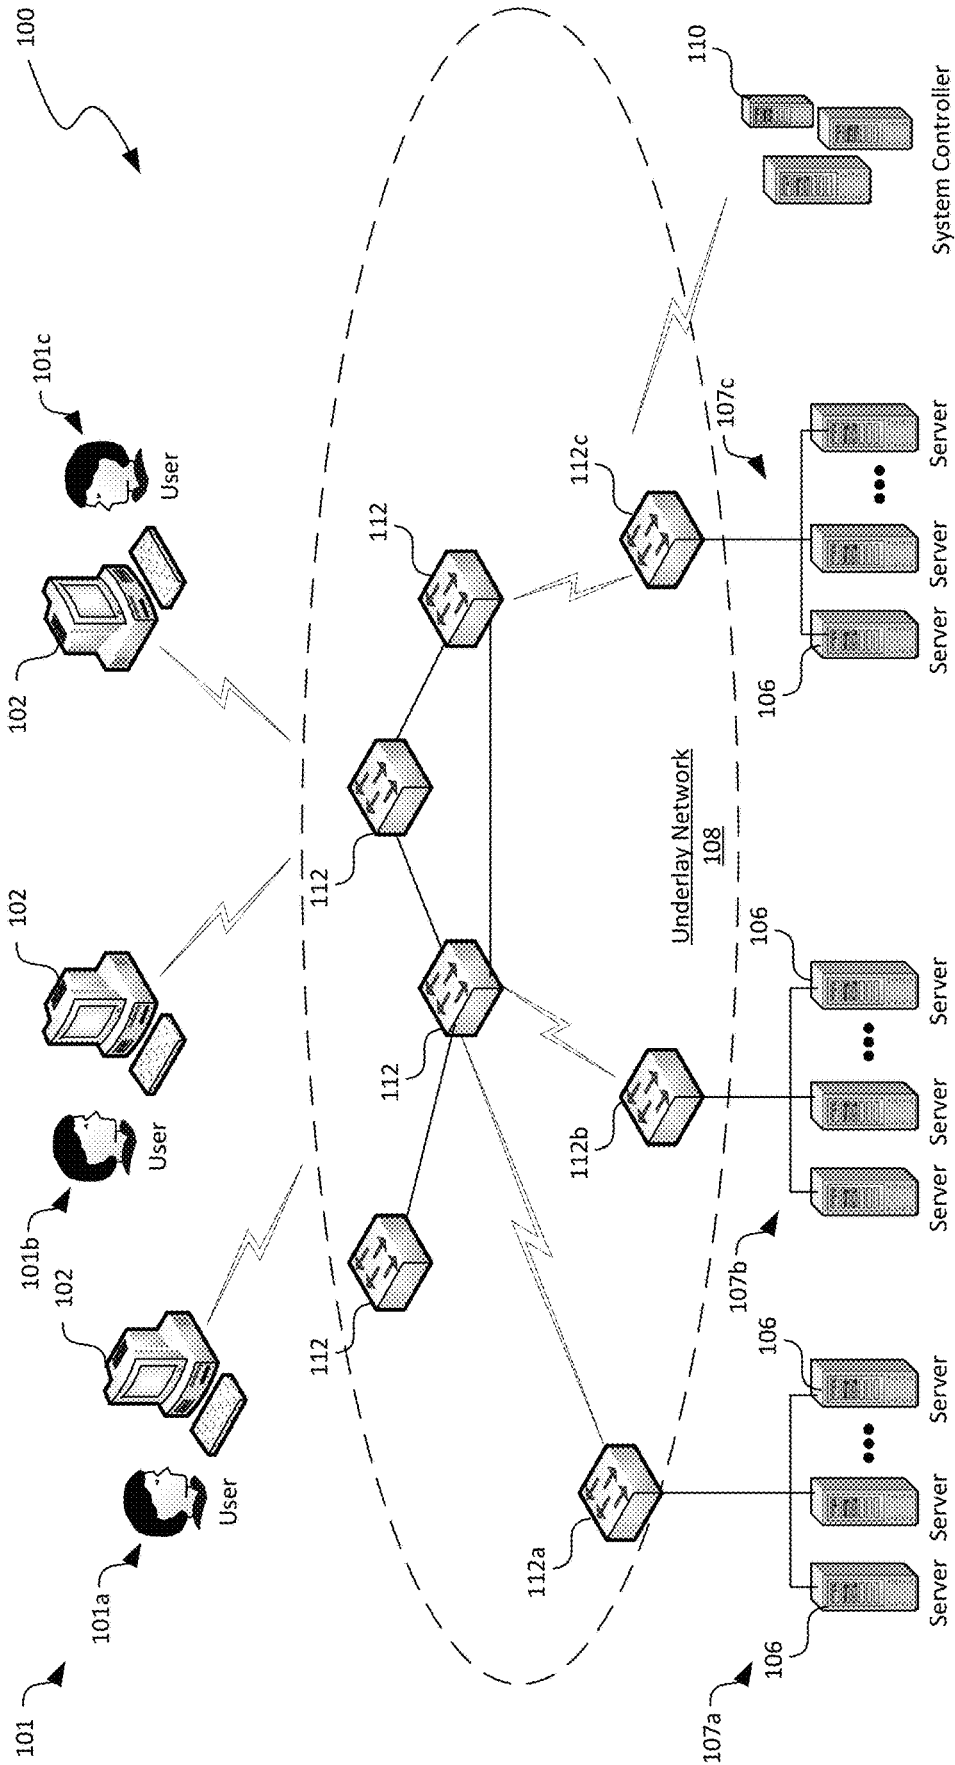 100
101
101a
User
102
101b
User
102
102
101c
User
112
112
112
112
112a
112b
112c
Underlay Network
108
110
System Controller
107a
106
106
Server
Server
Server
107b
106
Server
Server
Server
107c
106
Server
Server
Server